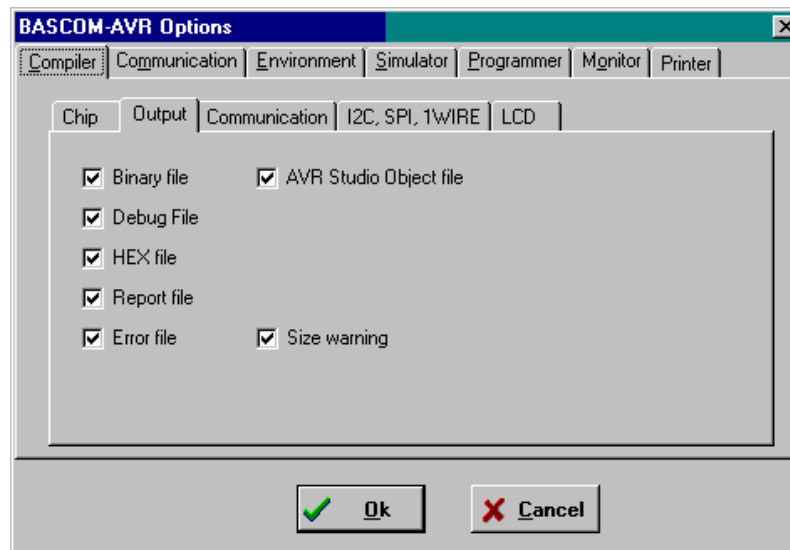 BASCOM-AVR Options
Compiler Communication Environment Simulator Programmer Monitor Printer
Chip Output Communication I2C, SPI, 1WIRE LCD
Binary file AVR Studio Object file
Debug File
HEX file
Report file
Error file Size warning
Ok Cancel